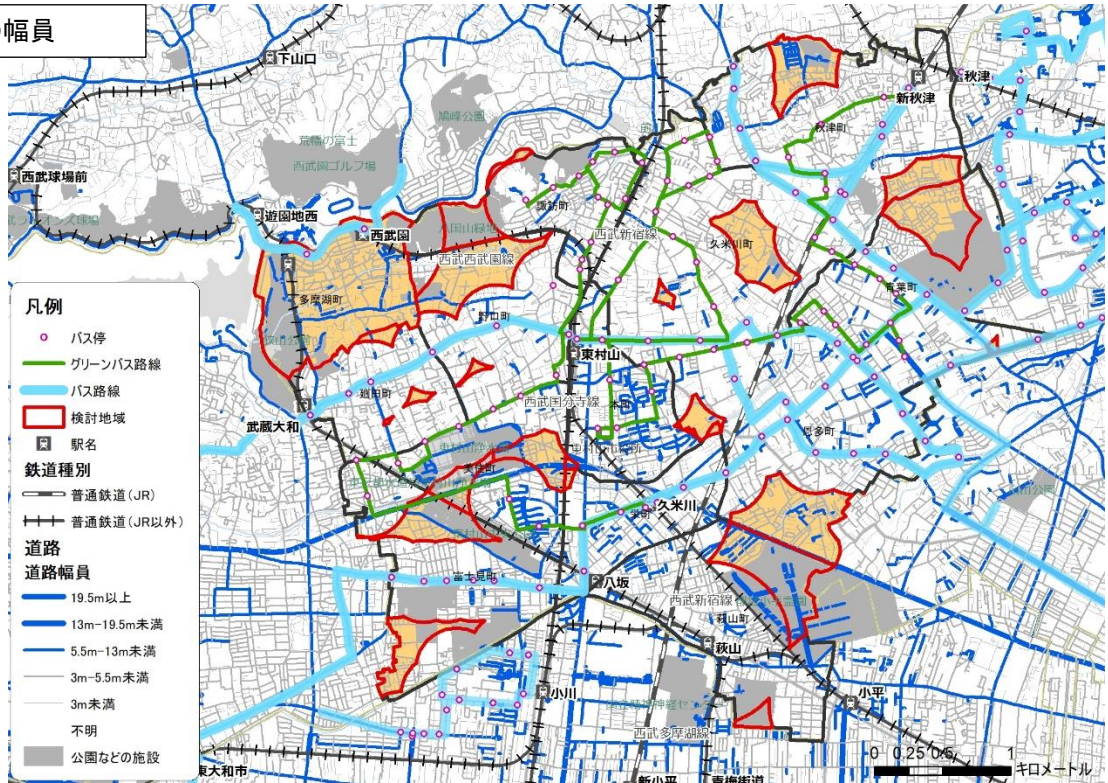 幅員
下山口
秋津
新秋津
鳩峰公園
荒幡の富士
秋津町
西武園ゴルフ場
西武球場前
諏訪町
遊園地西
八国山緑地
西武新宿線
久米川町
西武園
西武西武園線
青葉町
多摩湖町
野口町
東村山
廻田町
西武国分寺線
本町
武蔵大和
恩多町
美住町
久米川
富士見町
八坂
西武新宿線
萩山町
萩山
小川
小平
西武多摩湖線
東大和市
新小平
青梅街道
凡例
バス停
グリーンバス路線
バス路線
検討地域
駅名
鉄道種別
普通鉄道(JR)
普通鉄道(JR以外)
道路
道路幅員
19.5m以上
13m-19.5m未満
5.5m-13m未満
3m-5.5m未満
3m未満
不明
公園などの施設
0 0.25 0.5 1
キロメートル